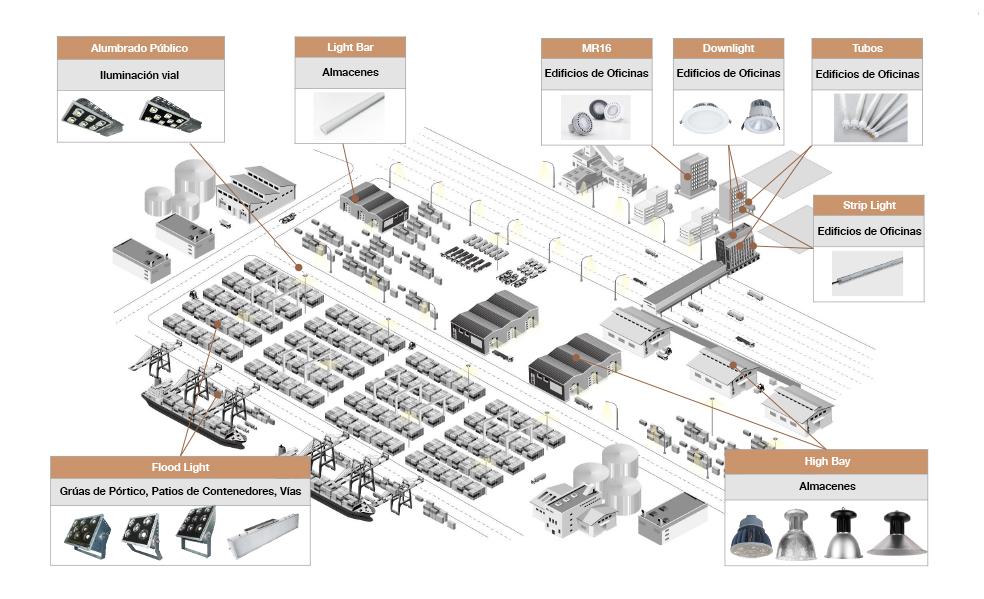 Alumbrado Público
Iluminación vial
Light Bar
Almacenes
MR16
Edificios de Oficinas
Downlight
Edificios de Oficinas
Tubos
Edificios de Oficinas
Strip Light
Edificios de Oficinas
Flood Light
Grúas de Pórtico, Patios de Contenedores, Vías
High Bay
Almacenes